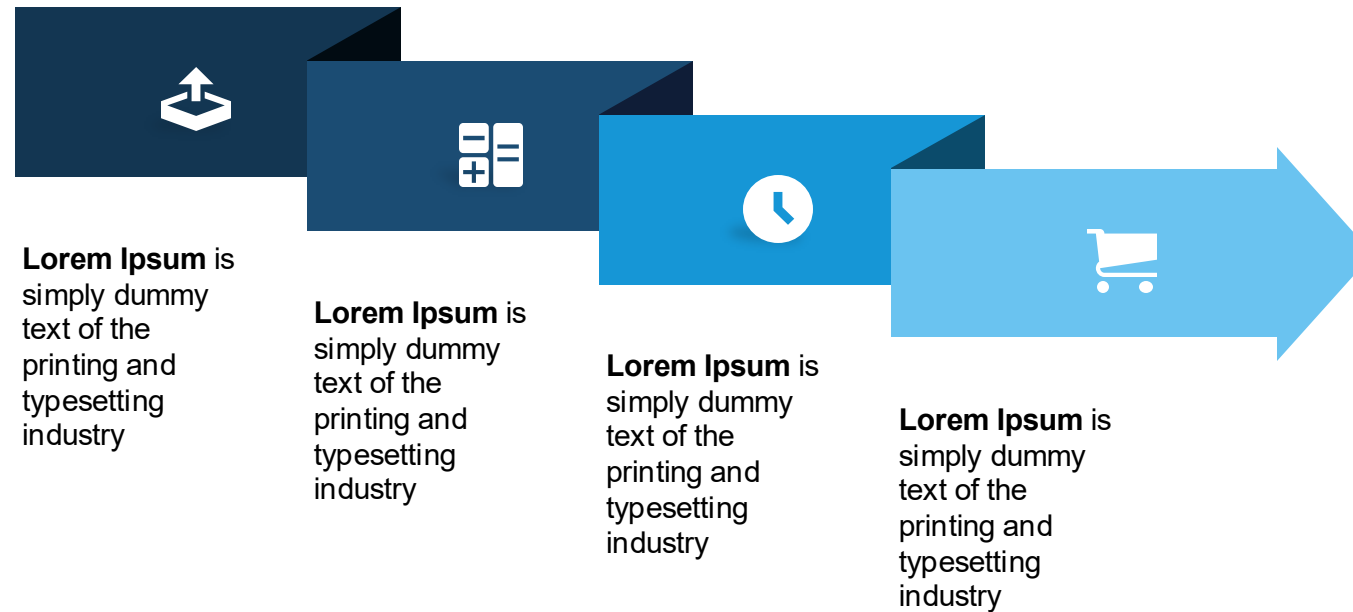 Lorem Ipsum is
simply dummy
text of the
printing and
typesetting
industry
Lorem Ipsum is
simply dummy
text of the
printing and
typesetting
industry
Lorem Ipsum is
simply dummy
text of the
printing and
typesetting
industry
Lorem Ipsum is
simply dummy
text of the
printing and
typesetting
industry